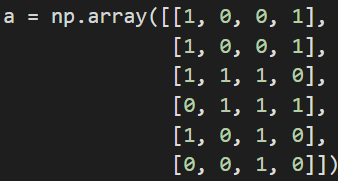 a = np.array([[1, 0, 0, 1],
[1, 0, 0, 1],
[1, 1, 1, 0],
[0, 1, 1, 1],
[1, 0, 1, 0],
[0, 0, 1, 0]])